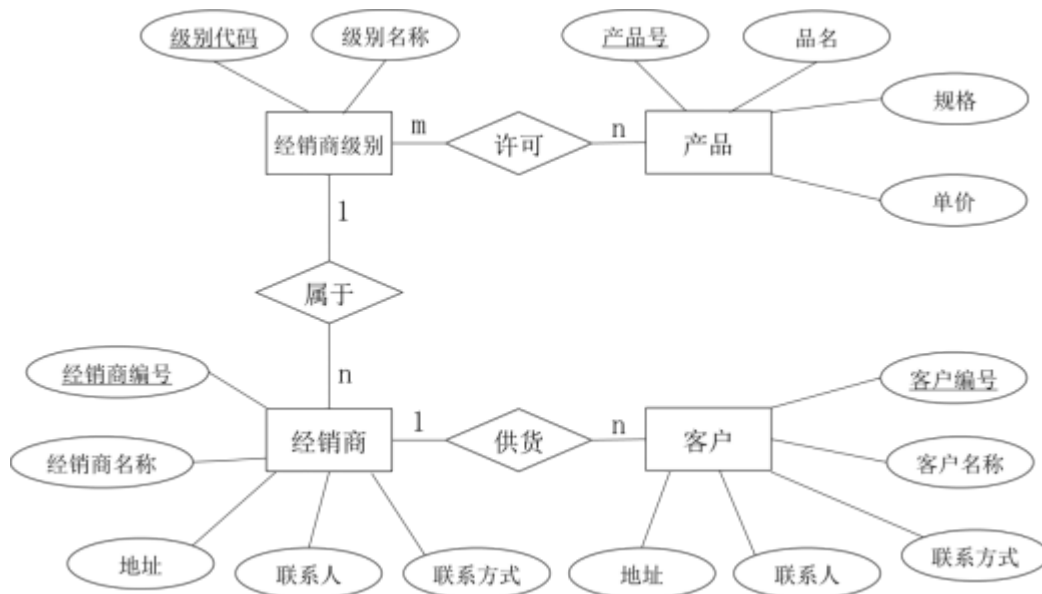 级别代码
级别名称
产品号
品名
规格
经销商级别
m
许可
n
产品
单价
1
属于
n
经销商编号
客户编号
经销商
1
供货
n
客户
经销商名称
客户名称
地址
联系人
联系方式
地址
联系人
联系方式